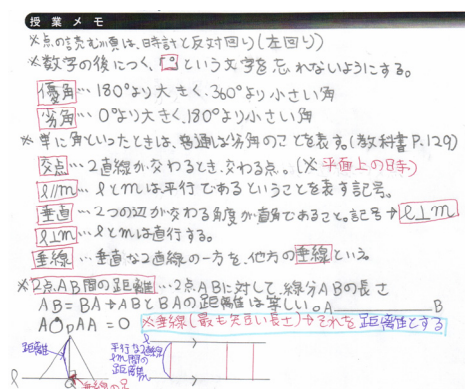 授業メモ
※点の読む順は、時計と反対回り(左回り)
※数字の後につく、□°という文字を忘れないようにする。
優角…180°より大きく、360°より小さい角
劣角…0°より大きく、180°より小さい角
※単に角といったときは、普通は劣角のことを表す。(教科書P.129)
交点…2直線が交わるとき、交わる点。(※平面上の時)
l//m…lとmは平行であるということを表す記号。
垂直…2つの辺が交わる角度が直角であること。記号→l⊥m
l⊥m…lとmは直行する。
垂線…垂直な2直線の一方を、他方の垂線という。
※2点AB間の距離…2点ABに対して、線分ABの長さ
AB=BA→ABとBAの距離は等しい。A B
AA=0 ※垂線(最も短い長さ)それを距離とする
距離 平行な2直線 l
l m間の
距離 m